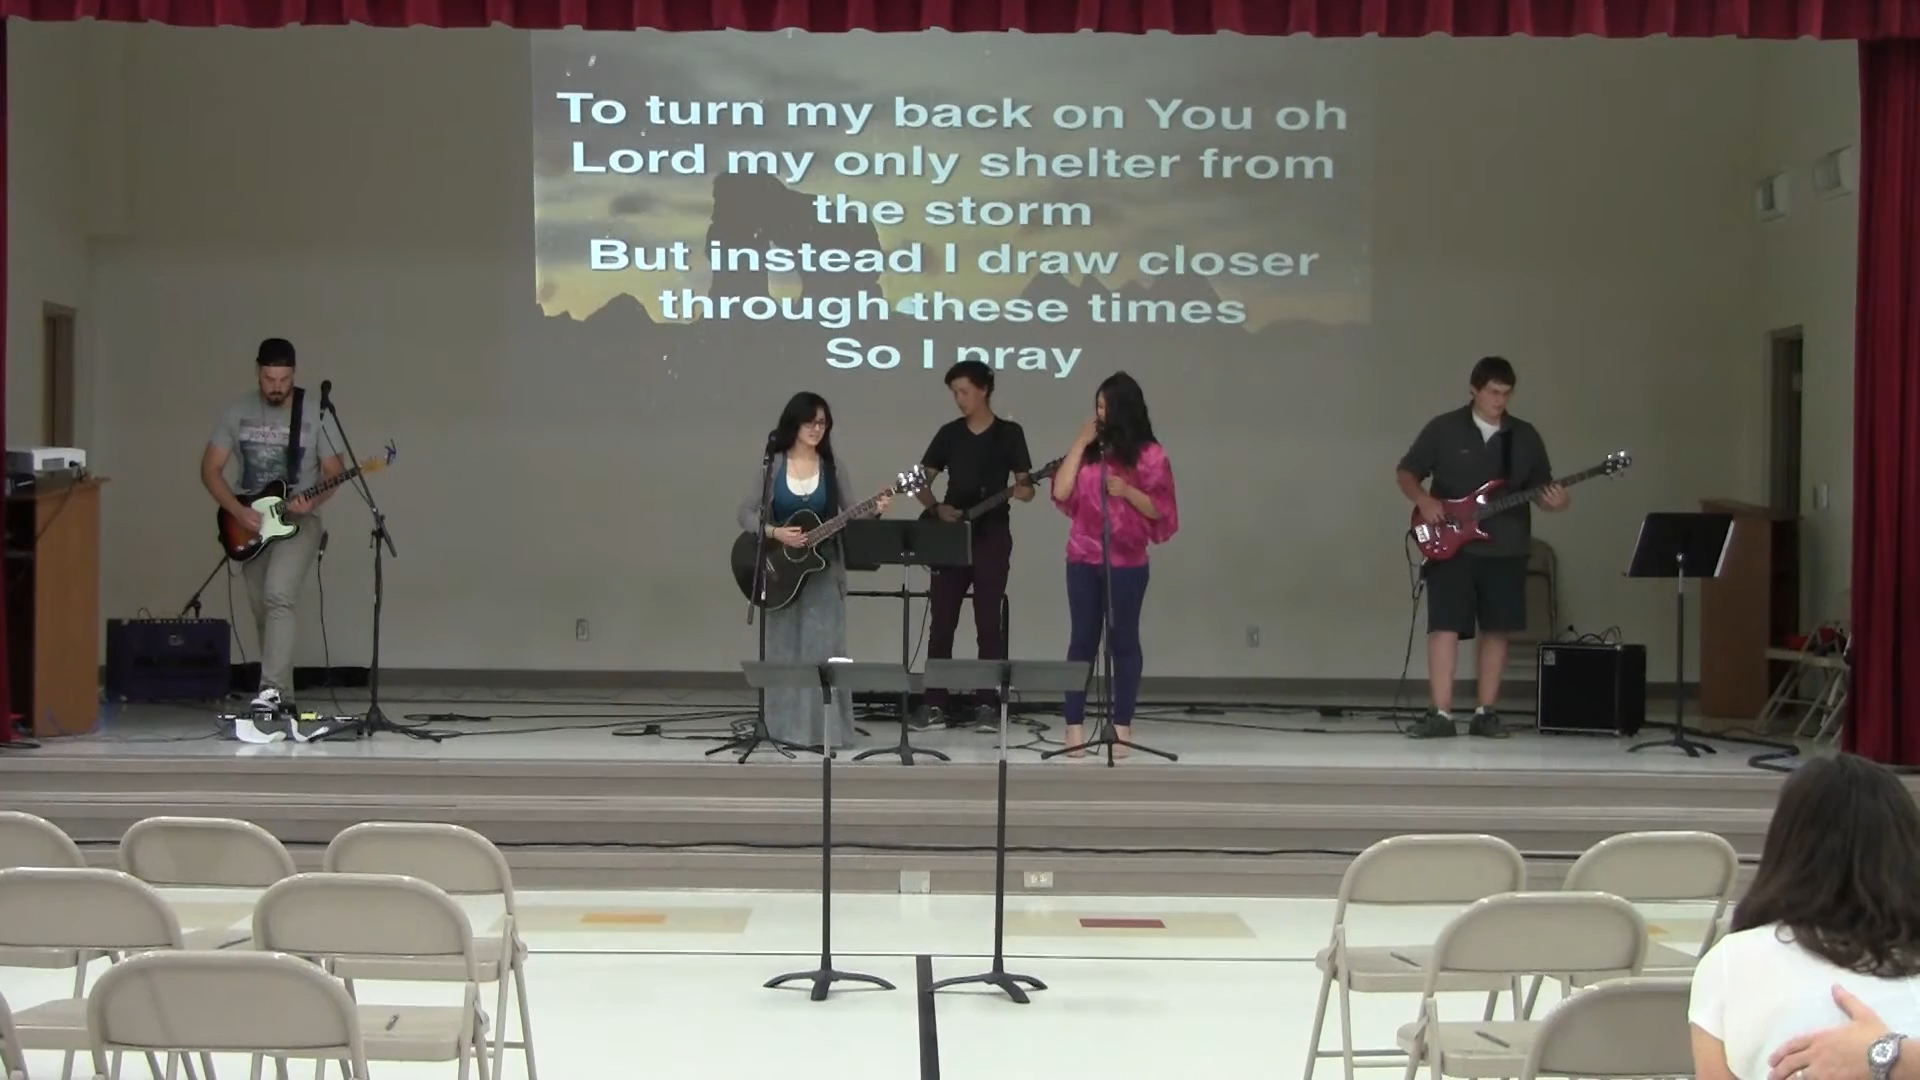 To turn my back on You oh
Lord my only shelter from
the storm
But instead I draw closer
through these times
So I pray